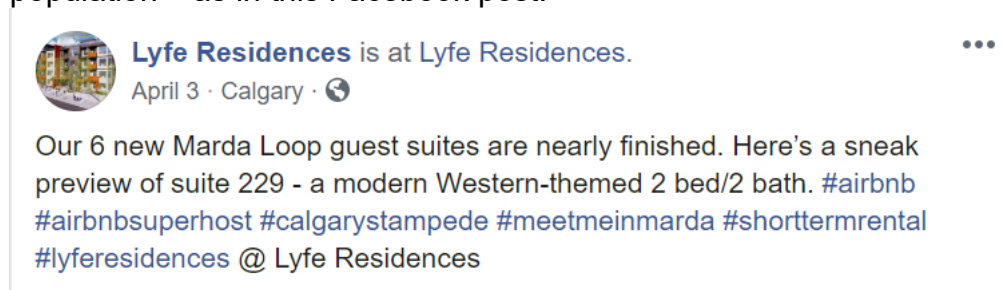 population – as in this Facebook post:
Lyfe Residences is at Lyfe Residences.
April 3 · Calgary ·
Our 6 new Marda Loop guest suites are nearly finished. Here’s a sneak
preview of suite 229 - a modern Western-themed 2 bed/2 bath. #airbnb
#airbnbsuperhost #calgarystampede #meetmeinmarda #shorttermrental
#lyferesidences @ Lyfe Residences